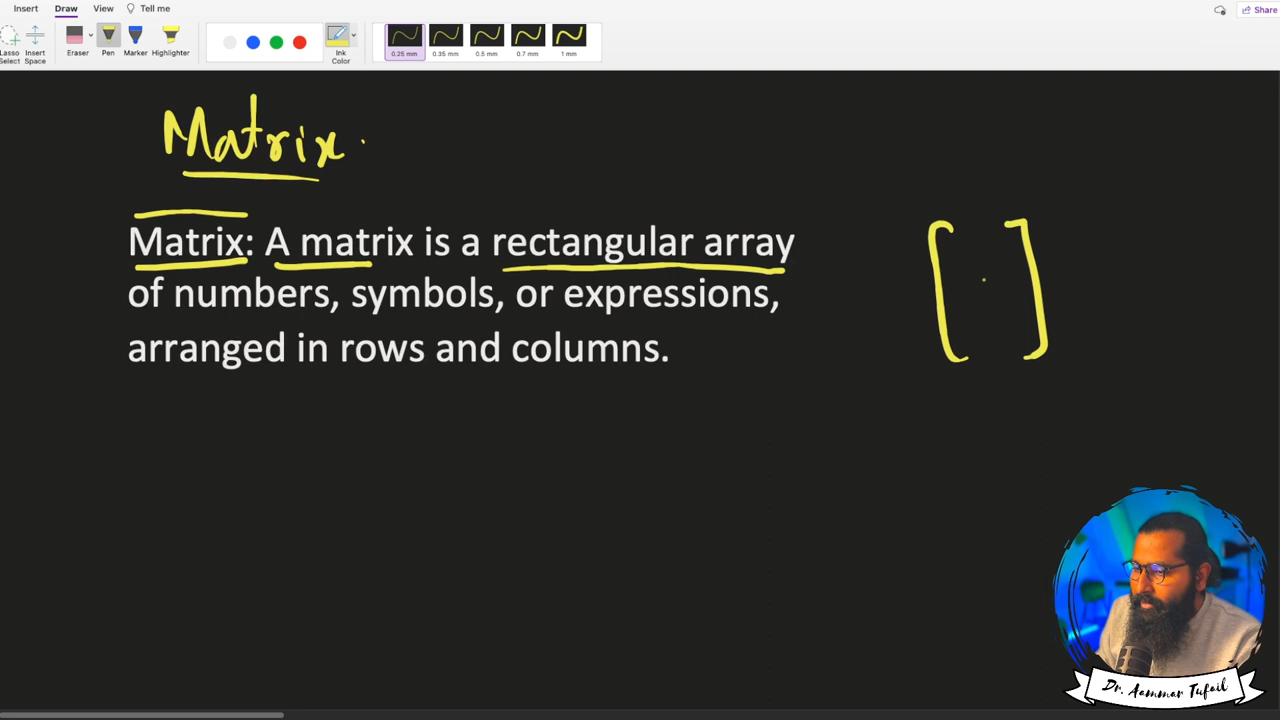 Insert Draw View Tell me
Share
Lasso Select
Insert Space
Eraser
Pen
Marker
Highlighter
Ink Color
0.25 mm
0.35 mm
0.5 mm
0.7 mm
1 mm
Matrix
Matrix: A matrix is a rectangular array
of numbers, symbols, or expressions,
arranged in rows and columns.
Dr. Aammar Tufail